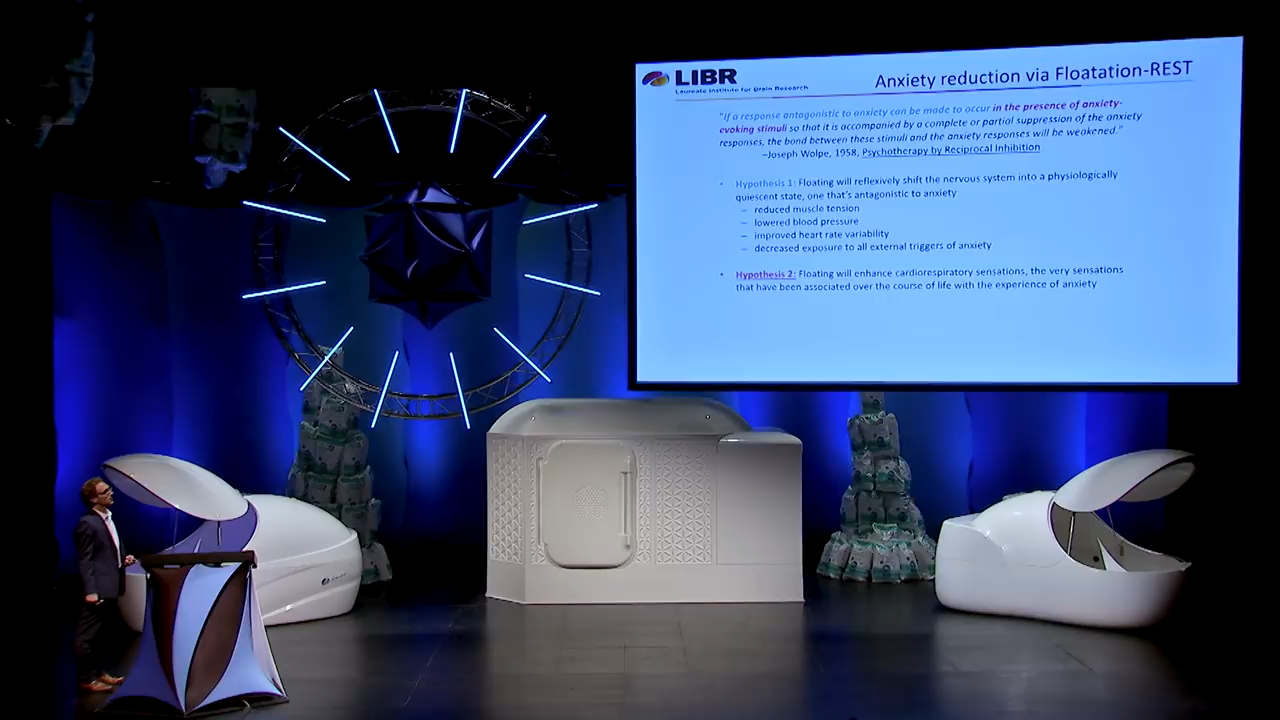 LIBR
Laureate Institute for Brain Research
Anxiety reduction via Floatation-REST
"If a response antagonistic to anxiety can be made to occur in the presence of anxiety-
evoking stimuli so that it is accompanied by a complete or partial suppression of the anxiety
responses, the bond between these stimuli and the anxiety responses will be weakened."
–Joseph Wolpe, 1958, Psychotherapy by Reciprocal Inhibition
• Hypothesis 1: Floating will reflexively shift the nervous system into a physiologically
quiescent state, one that's antagonistic to anxiety
– reduced muscle tension
– lowered blood pressure
– improved heart rate variability
– decreased exposure to all external triggers of anxiety
• Hypothesis 2: Floating will enhance cardiorespiratory sensations, the very sensations
that have been associated over the course of life with the experience of anxiety